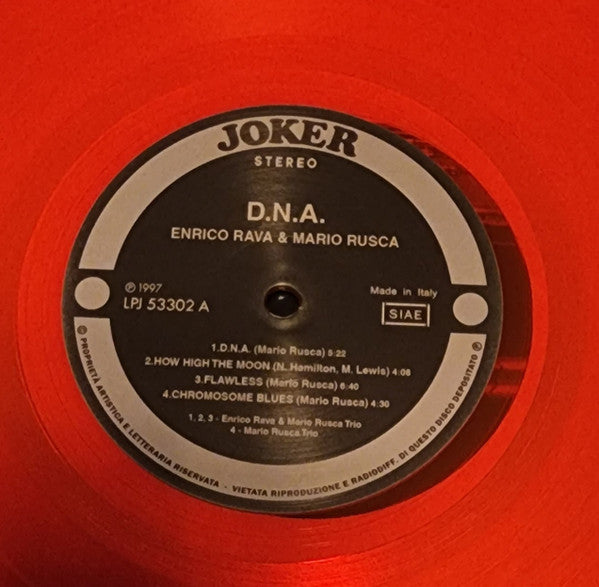 JOKER
STEREO
D.N.A.
ENRICO RAVA & MARIO RUSCA
℗ 1997
LPJ 53302 A
Made in Italy
SIAE
1.D.N.A. (Mario Rusca) 5:22
2.HOW HIGH THE MOON (N. Hamilton, M. Lewis) 4:08
3.FLAWLESS (Mario Rusca) 6:40
4.CHROMOSOME BLUES (Mario Rusca) 4:30
1, 2, 3 - Enrico Rava & Mario Rusca Trio
4 - Mario Rusca Trio
© PROPRIETÀ ARTISTICA E LETTERARIA RISERVATA - VIETATA RIPRODUZIONE E RADIODIFF. DI QUESTO DISCO DEPOSITATO ℗